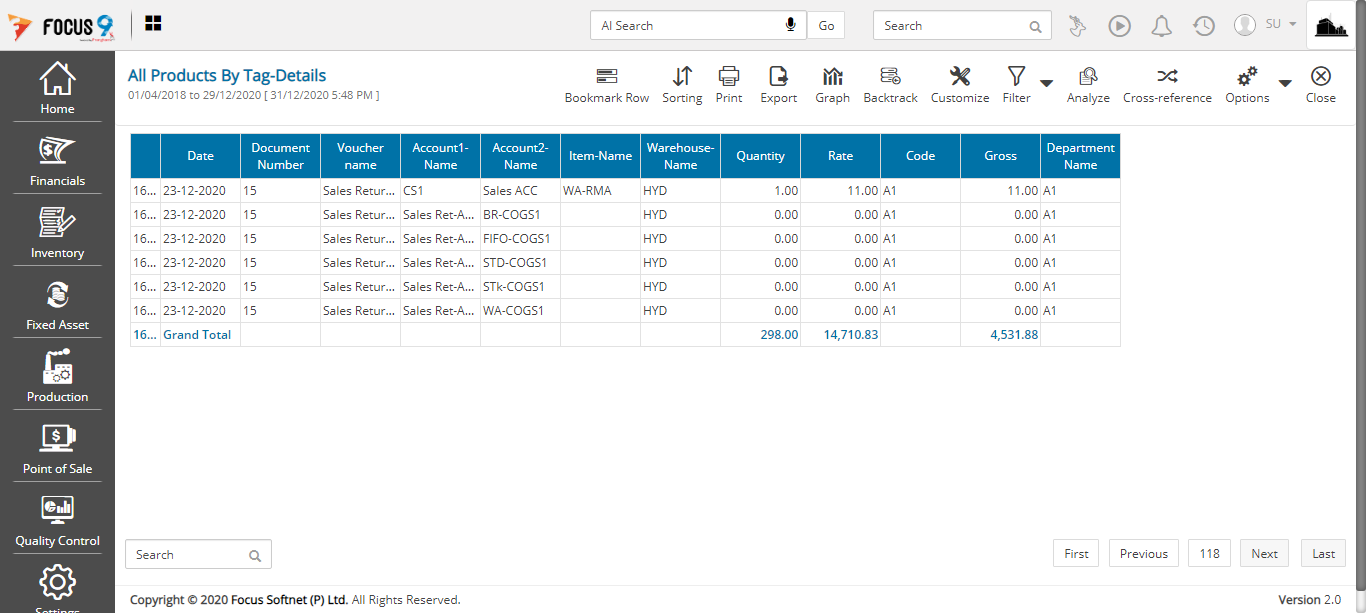 FOCUS 9
AI Search Go Search SU
Home
Financials
Inventory
Fixed Asset
Production
Point of Sale
Quality Control
Settings
All Products By Tag-Details
01/04/2018 to 29/12/2020 [ 31/12/2020 5:48 PM ]
Bookmark Row Sorting Print Export Graph Backtrack Customize Filter Analyze Cross-reference Options Close
Date Document Number Voucher name Account1-Name Account2-Name Item-Name Warehouse-Name Quantity Rate Code Gross Department Name
16... 23-12-2020 15 Sales Retur... CS1 Sales ACC WA-RMA HYD 1.00 11.00 A1 11.00 A1
16... 23-12-2020 15 Sales Retur... Sales Ret-A... BR-COGS1 HYD 0.00 0.00 A1 0.00 A1
16... 23-12-2020 15 Sales Retur... Sales Ret-A... FIFO-COGS1 HYD 0.00 0.00 A1 0.00 A1
16... 23-12-2020 15 Sales Retur... Sales Ret-A... STD-COGS1 HYD 0.00 0.00 A1 0.00 A1
16... 23-12-2020 15 Sales Retur... Sales Ret-A... STk-COGS1 HYD 0.00 0.00 A1 0.00 A1
16... 23-12-2020 15 Sales Retur... Sales Ret-A... WA-COGS1 HYD 0.00 0.00 A1 0.00 A1
16... Grand Total 298.00 14,710.83 4,531.88
Search First Previous 118 Next Last
Copyright © 2020 Focus Softnet (P) Ltd. All Rights Reserved. Version 2.0